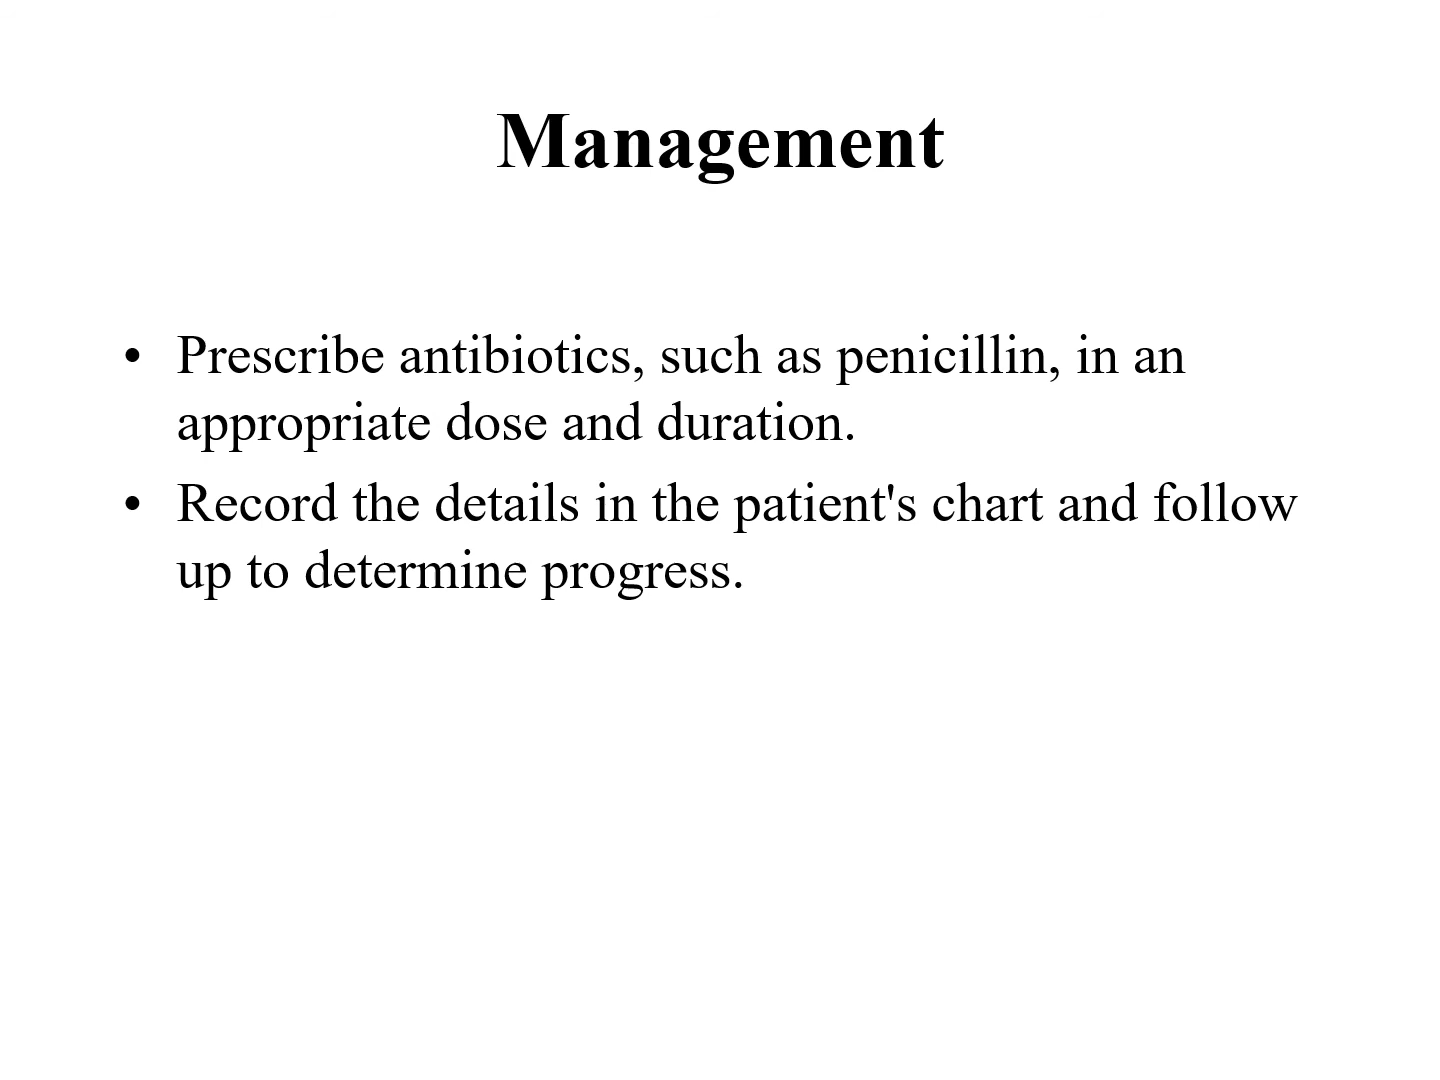 Management
• Prescribe antibiotics, such as penicillin, in an
appropriate dose and duration.
• Record the details in the patient's chart and follow
up to determine progress.